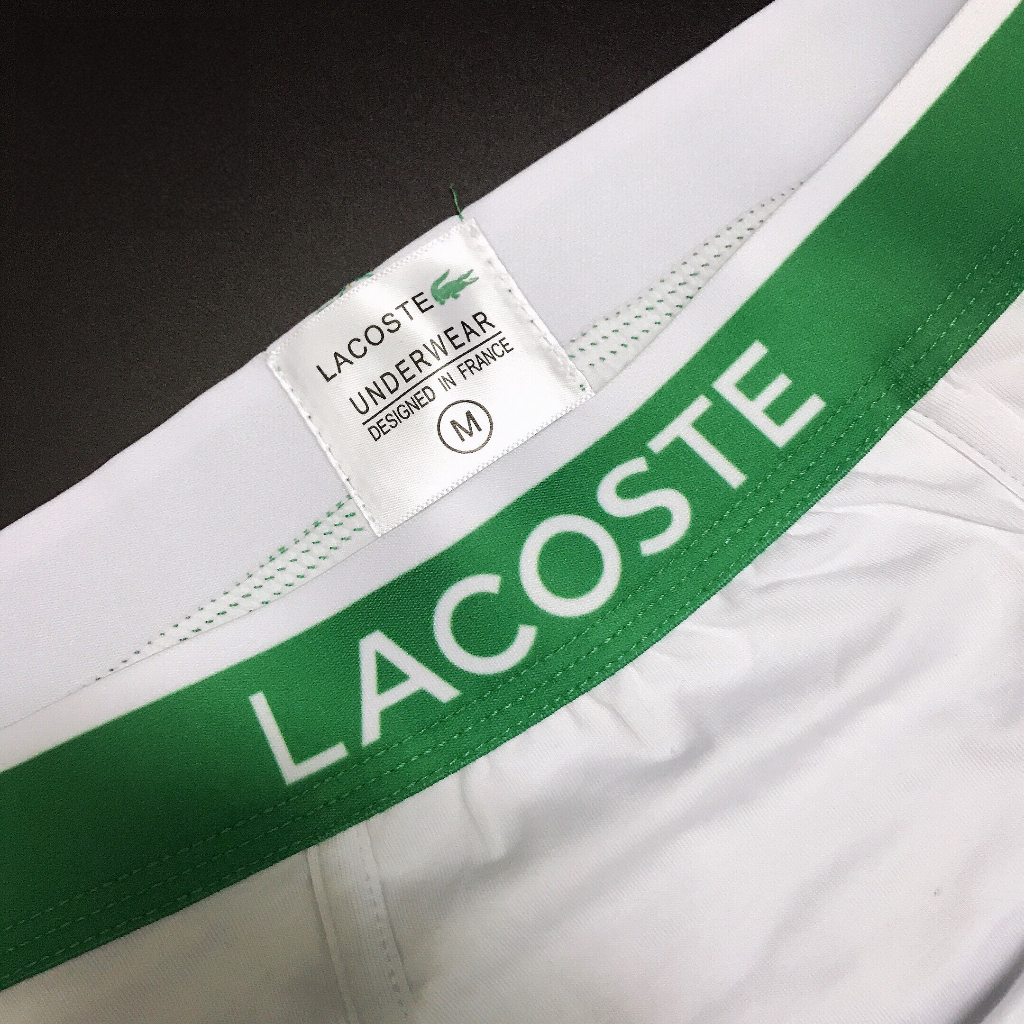 LACOSTE
UNDERWEAR
DESIGNED IN FRANCE
M
LACOSTE